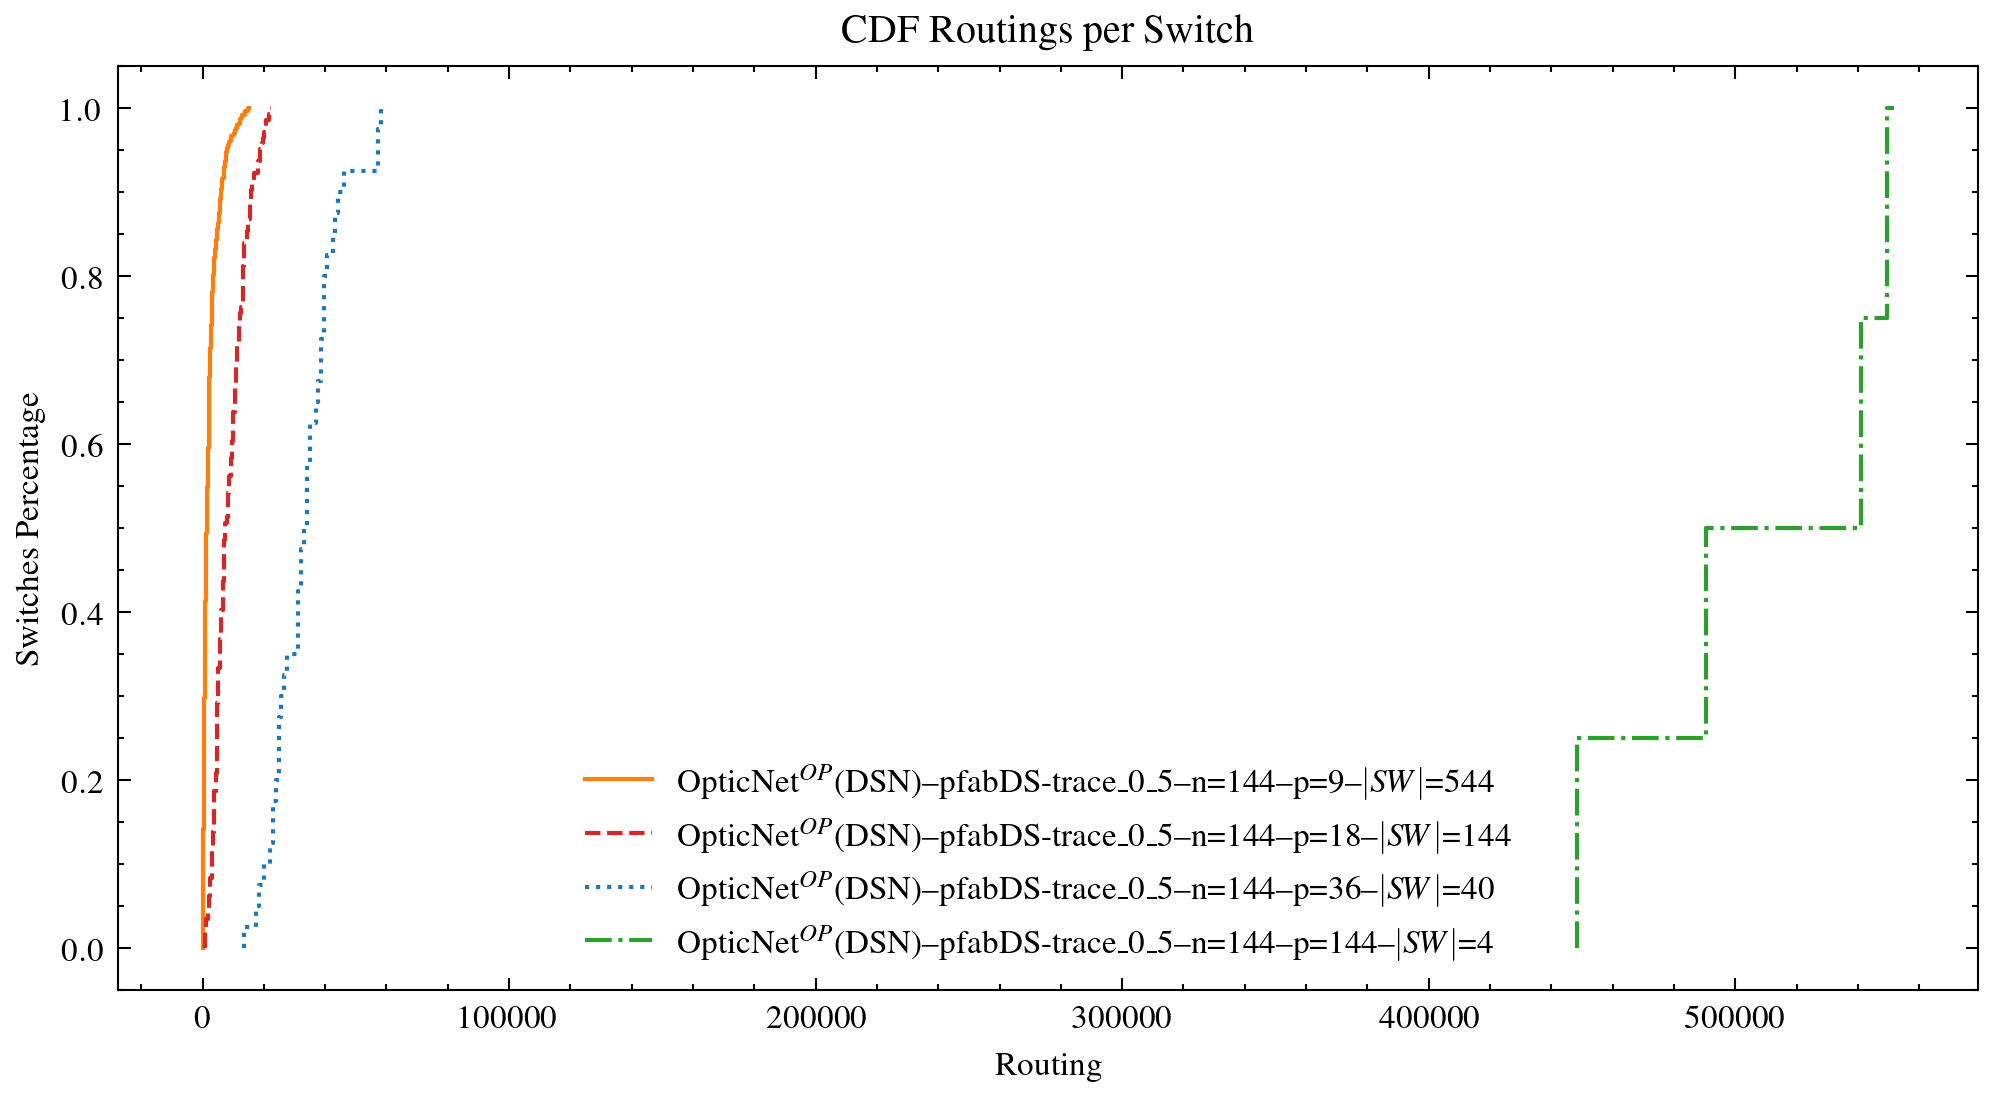 CDF Routings per Switch
1.0
0.8
0.6
0.4
0.2
0.0
Switches Percentage
OpticNet^{OP}(DSN)–pfabDS-trace_0_5–n=144–p=9–|SW|=544
OpticNet^{OP}(DSN)–pfabDS-trace_0_5–n=144–p=18–|SW|=144
OpticNet^{OP}(DSN)–pfabDS-trace_0_5–n=144–p=36–|SW|=40
OpticNet^{OP}(DSN)–pfabDS-trace_0_5–n=144–p=144–|SW|=4
0 100000 200000 300000 400000 500000
Routing